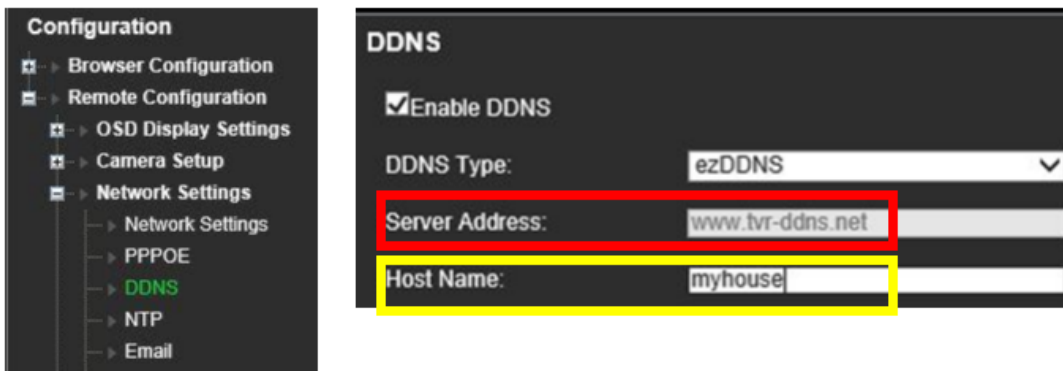 Configuration
Browser Configuration
Remote Configuration
OSD Display Settings
Camera Setup
Network Settings
Network Settings
PPPOE
DDNS
NTP
Email
DDNS
Enable DDNS
DDNS Type: ezDDNS
Server Address: www.tvr-ddns.net
Host Name: myhouse